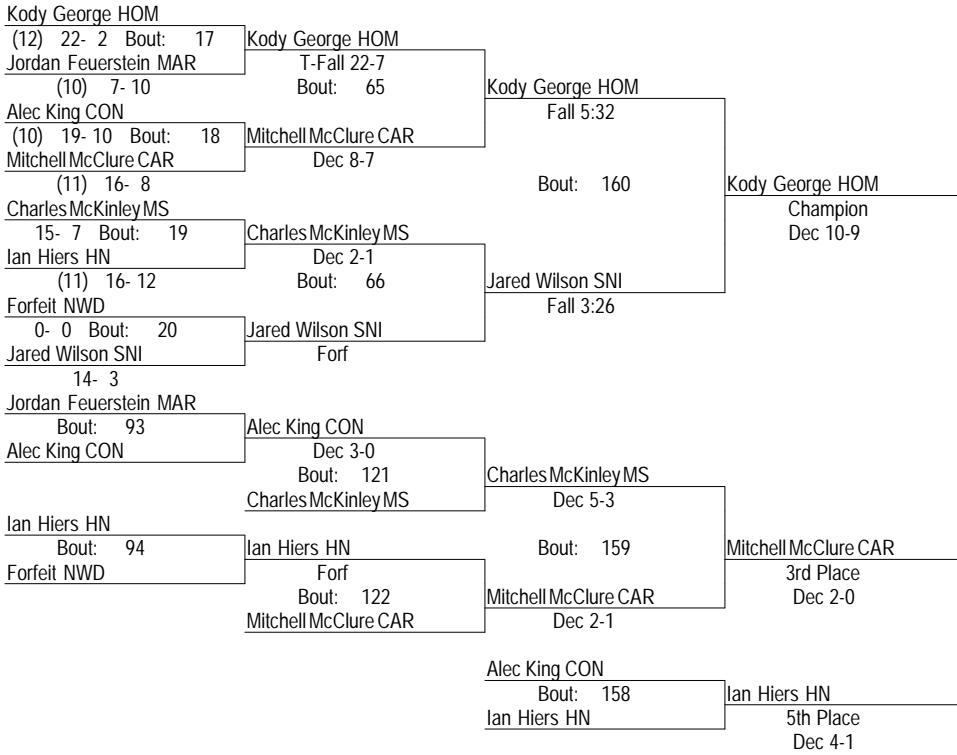 Kody George HOM
(12) 22- 2 Bout: 17 Kody George HOM
Jordan Feuerstein MAR T-Fall 22-7
(10) 7- 10 Bout: 65 Kody George HOM
Alec King CON Fall 5:32
(10) 19- 10 Bout: 18 Mitchell McClure CAR
Mitchell McClure CAR Dec 8-7
(11) 16- 8 Bout: 160 Kody George HOM
Charles McKinley MS Champion
15- 7 Bout: 19 Charles McKinley MS Dec 10-9
Ian Hiers HN Dec 2-1
(11) 16- 12 Bout: 66 Jared Wilson SNI
Forfeit NWD Fall 3:26
0- 0 Bout: 20 Jared Wilson SNI
Jared Wilson SNI Forf
14- 3
Jordan Feuerstein MAR
Bout: 93 Alec King CON
Alec King CON Dec 3-0
Bout: 121 Charles McKinley MS
Charles McKinley MS Dec 5-3
Ian Hiers HN
Bout: 94 Ian Hiers HN Bout: 159 Mitchell McClure CAR
Forfeit NWD Forf 3rd Place
Bout: 122 Mitchell McClure CAR Dec 2-0
Mitchell McClure CAR Dec 2-1
Alec King CON
Bout: 158 Ian Hiers HN
Ian Hiers HN 5th Place
Dec 4-1